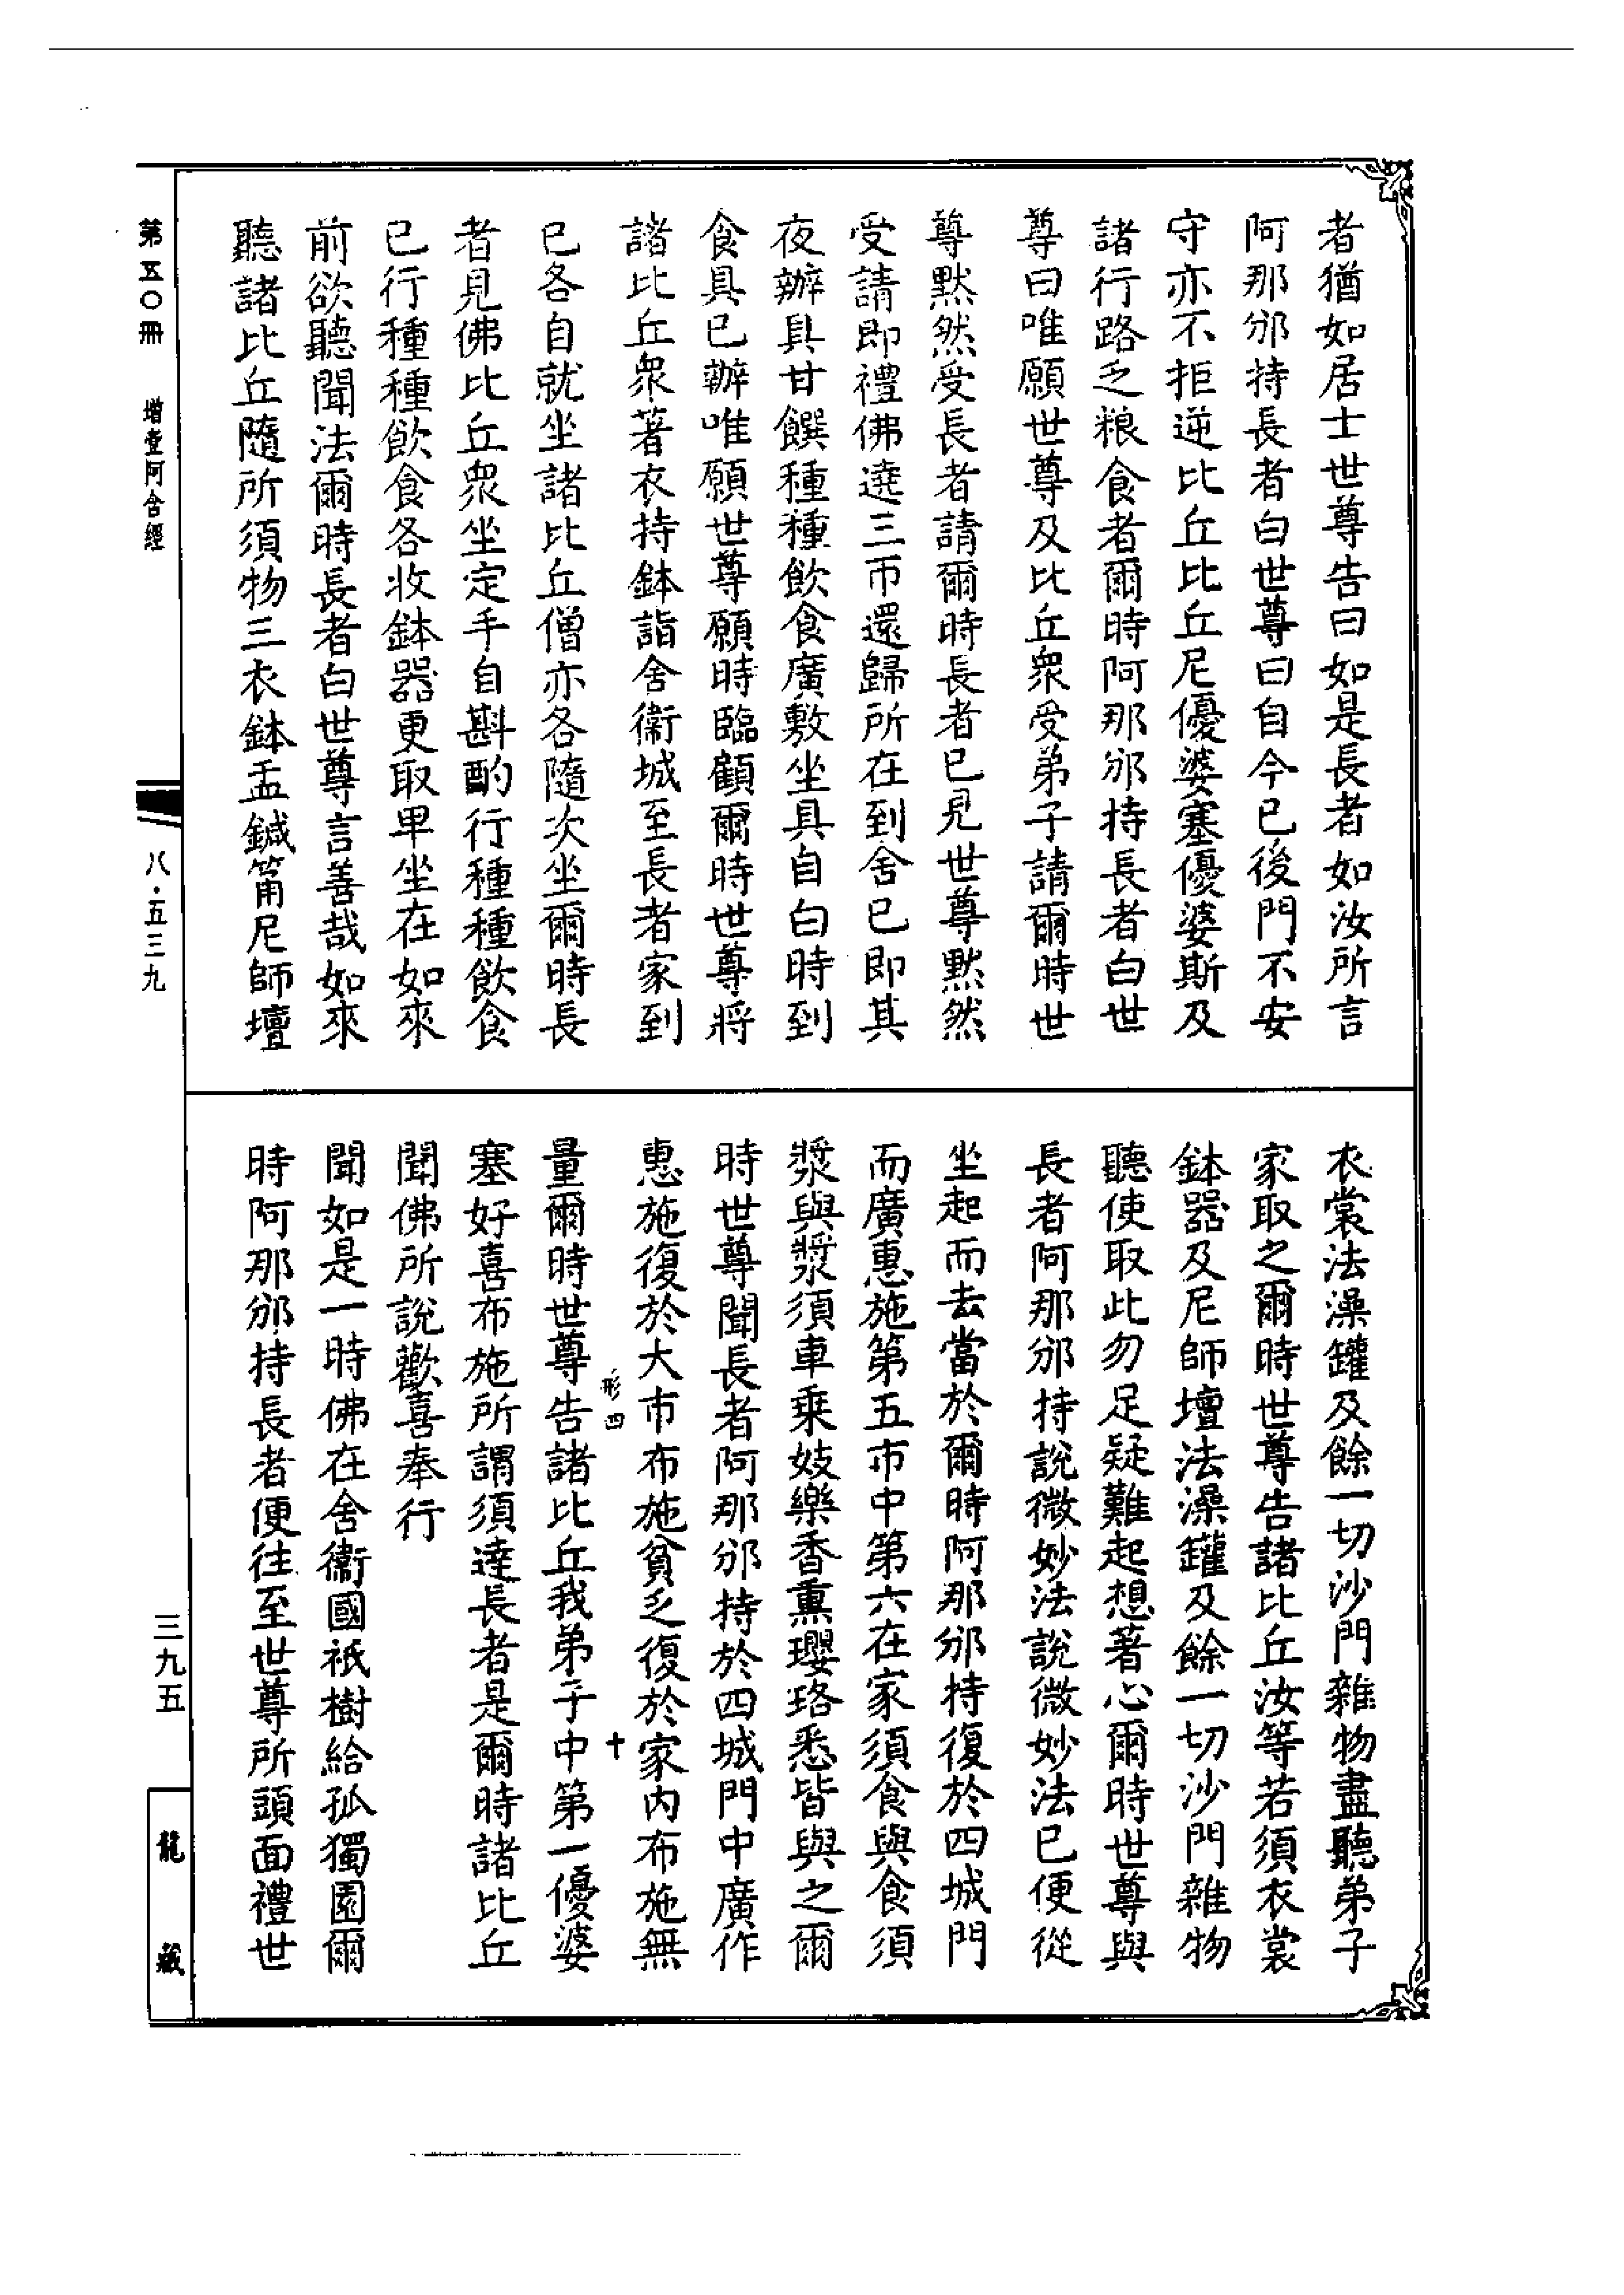 者猶如居士世尊告曰如是長者如汝所言
阿那邠持長者白世尊曰自今已後門不安
守亦不拒逆比丘比丘尼優婆塞優婆斯及
諸行路乏粮食者爾時阿那邠持長者白世
尊曰唯願世尊及比丘眾受弟子請爾時世
尊默然受長者請爾時長者已見世尊默然
受請即禮佛遶三帀還歸所在到舍已即其
夜辦具甘饌種種飲食廣敷坐具自白時到
食具已辦唯願世尊願時臨顧爾時世尊將
諸比丘眾著衣持鉢詣舍衞城至長者家到
已各自就坐諸比丘僧亦各隨次坐爾時長
者見佛比丘眾坐定手自斟酌行種種飲食
已行種種飲食各收鉢器更取卑坐在如來
前欲聽聞法爾時長者白世尊言善哉如來
聽諸比丘隨所須物三衣鉢盂鍼筩尼師壇
衣裳法澡罐及餘一切沙門雜物盡聽弟子
家取之爾時世尊告諸比丘汝等若須衣裳
鉢器及尼師壇法澡罐及餘一切沙門雜物
聽使取此勿足疑難起想著心爾時世尊與
長者阿那邠持說微妙法說微妙法已便從
坐起而去當於爾時阿那邠持復於四城門
而廣惠施第五市中第六在家須食與食須
漿與漿須車乘妓樂香熏瓔珞悉皆與之爾
時世尊聞長者阿那邠持於四城門中廣作
惠施復於大市布施貧乏復於家內布施無
形四 十
量爾時世尊告諸比丘我弟子中第一優婆
塞好喜布施所謂須達長者是爾時諸比丘
聞佛所說歡喜奉行
聞如是一時佛在舍衞國祇樹給孤獨園爾
時阿那邠持長者便往至世尊所頭面禮世
第五〇冊 增壹阿含經 八·五三九 三九五 龍藏